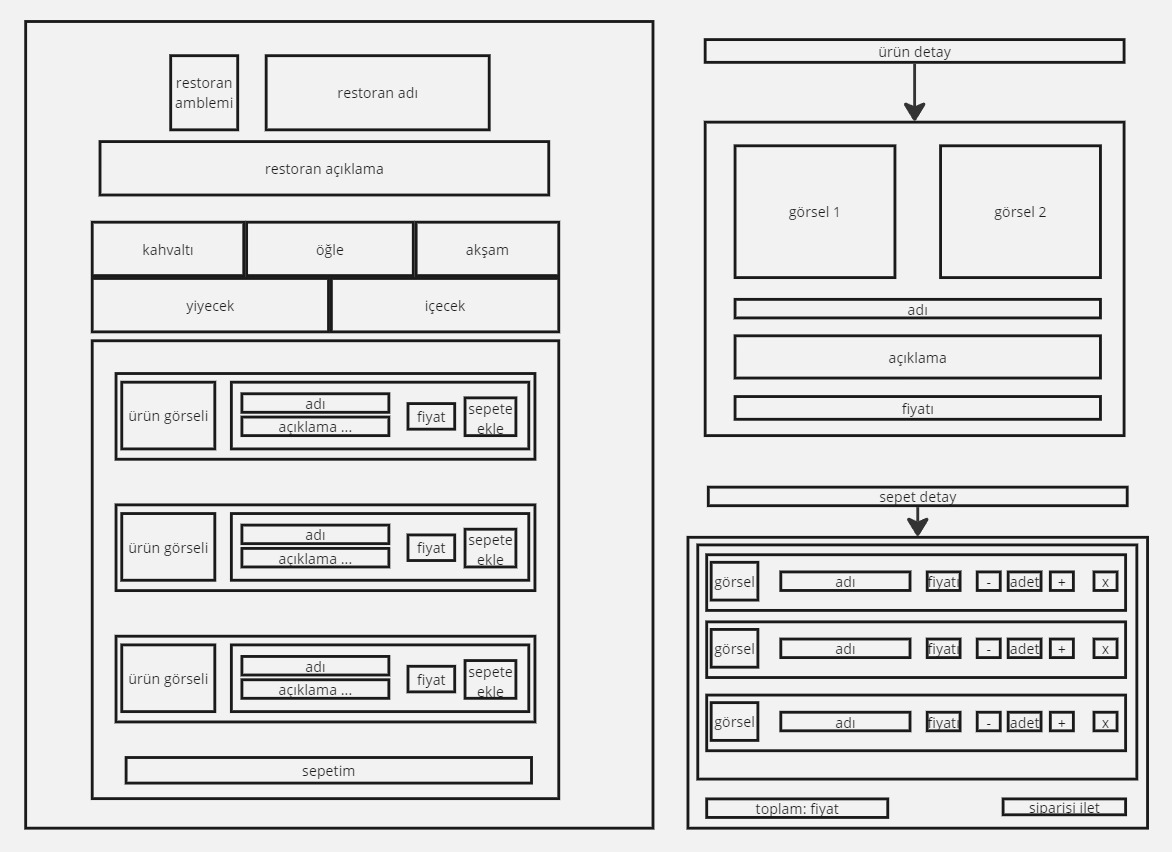 restoran
amblemi
restoran adı
restoran açıklama
kahvaltı
öğle
akşam
yiyecek
içecek
ürün görseli
adı
açıklama ...
fiyat
sepete
ekle
ürün görseli
adı
açıklama ...
fiyat
sepete
ekle
ürün görseli
adı
açıklama ...
fiyat
sepete
ekle
sepetim
ürün detay
görsel 1
görsel 2
adı
açıklama
fiyatı
sepet detay
görsel
adı
fiyatı
-
adet
+
x
görsel
adı
fiyatı
-
adet
+
x
görsel
adı
fiyatı
-
adet
+
x
toplam: fiyat
siparişi ilet